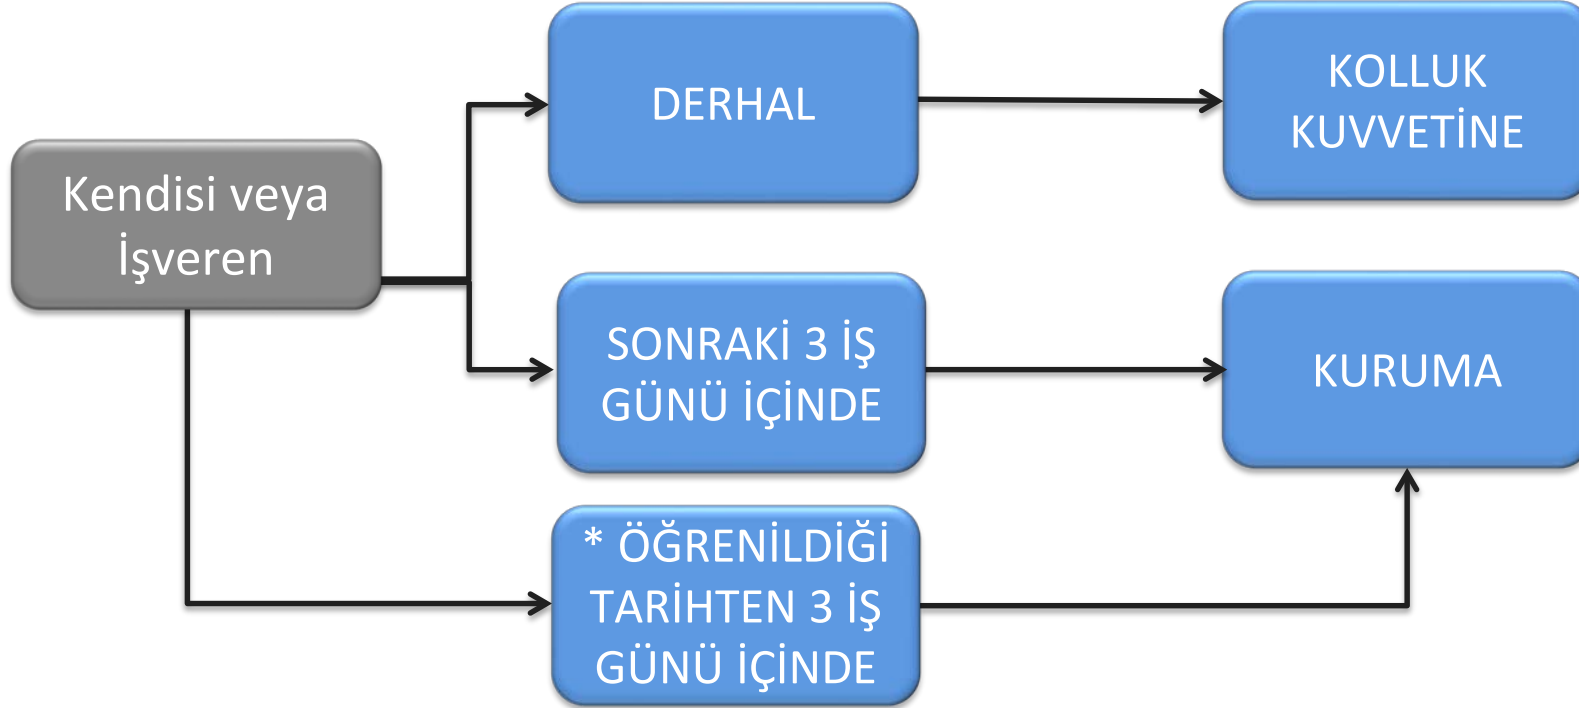 Kendisi veya
İşveren
DERHAL
KOLLUK
KUVVETİNE
SONRAKİ 3 İŞ
GÜNÜ İÇİNDE
KURUMA
* ÖĞRENİLDİĞİ
TARİHTEN 3 İŞ
GÜNÜ İÇİNDE